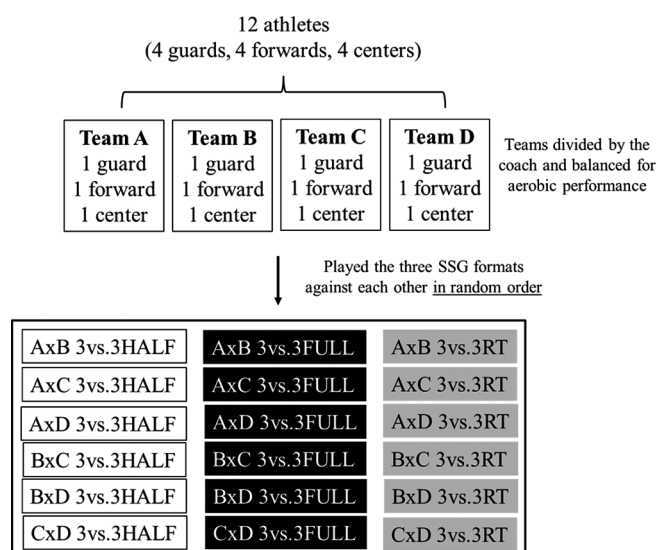 12 athletes
(4 guards, 4 forwards, 4 centers)
Team A
1 guard
1 forward
1 center
Team B
1 guard
1 forward
1 center
Team C
1 guard
1 forward
1 center
Team D
1 guard
1 forward
1 center
Teams divided by the
coach and balanced for
aerobic performance
Played the three SSG formats
against each other in random order
AxB 3vs.3HALF
AxC 3vs.3HALF
AxD 3vs.3HALF
BxC 3vs.3HALF
BxD 3vs.3HALF
CxD 3vs.3HALF
AxB 3vs.3FULL
AxC 3vs.3FULL
AxD 3vs.3FULL
BxC 3vs.3FULL
BxD 3vs.3FULL
CxD 3vs.3FULL
AxB 3vs.3RT
AxC 3vs.3RT
AxD 3vs.3RT
BxC 3vs.3RT
BxD 3vs.3RT
CxD 3vs.3RT